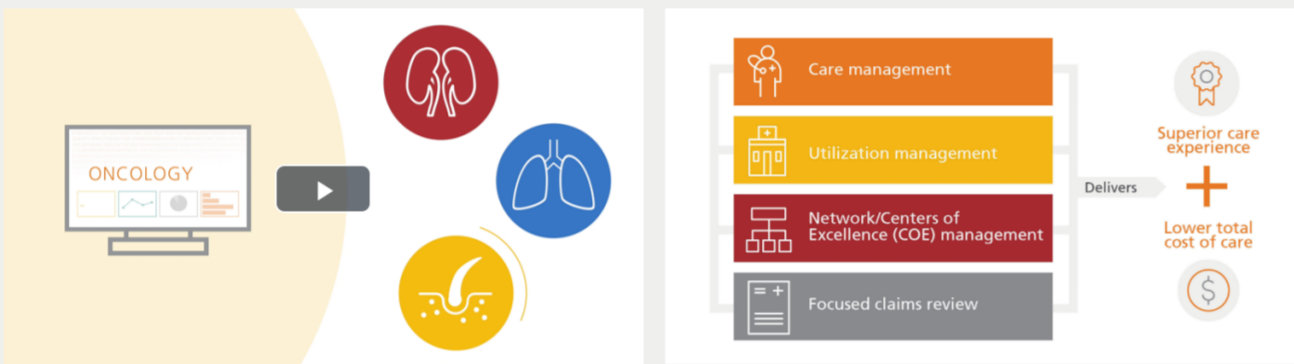 ONCOLOGY
Care management
Utilization management
Network/Centers of
Excellence (COE) management
Focused claims review
Delivers
Superior care
experience
Lower total
cost of care
$